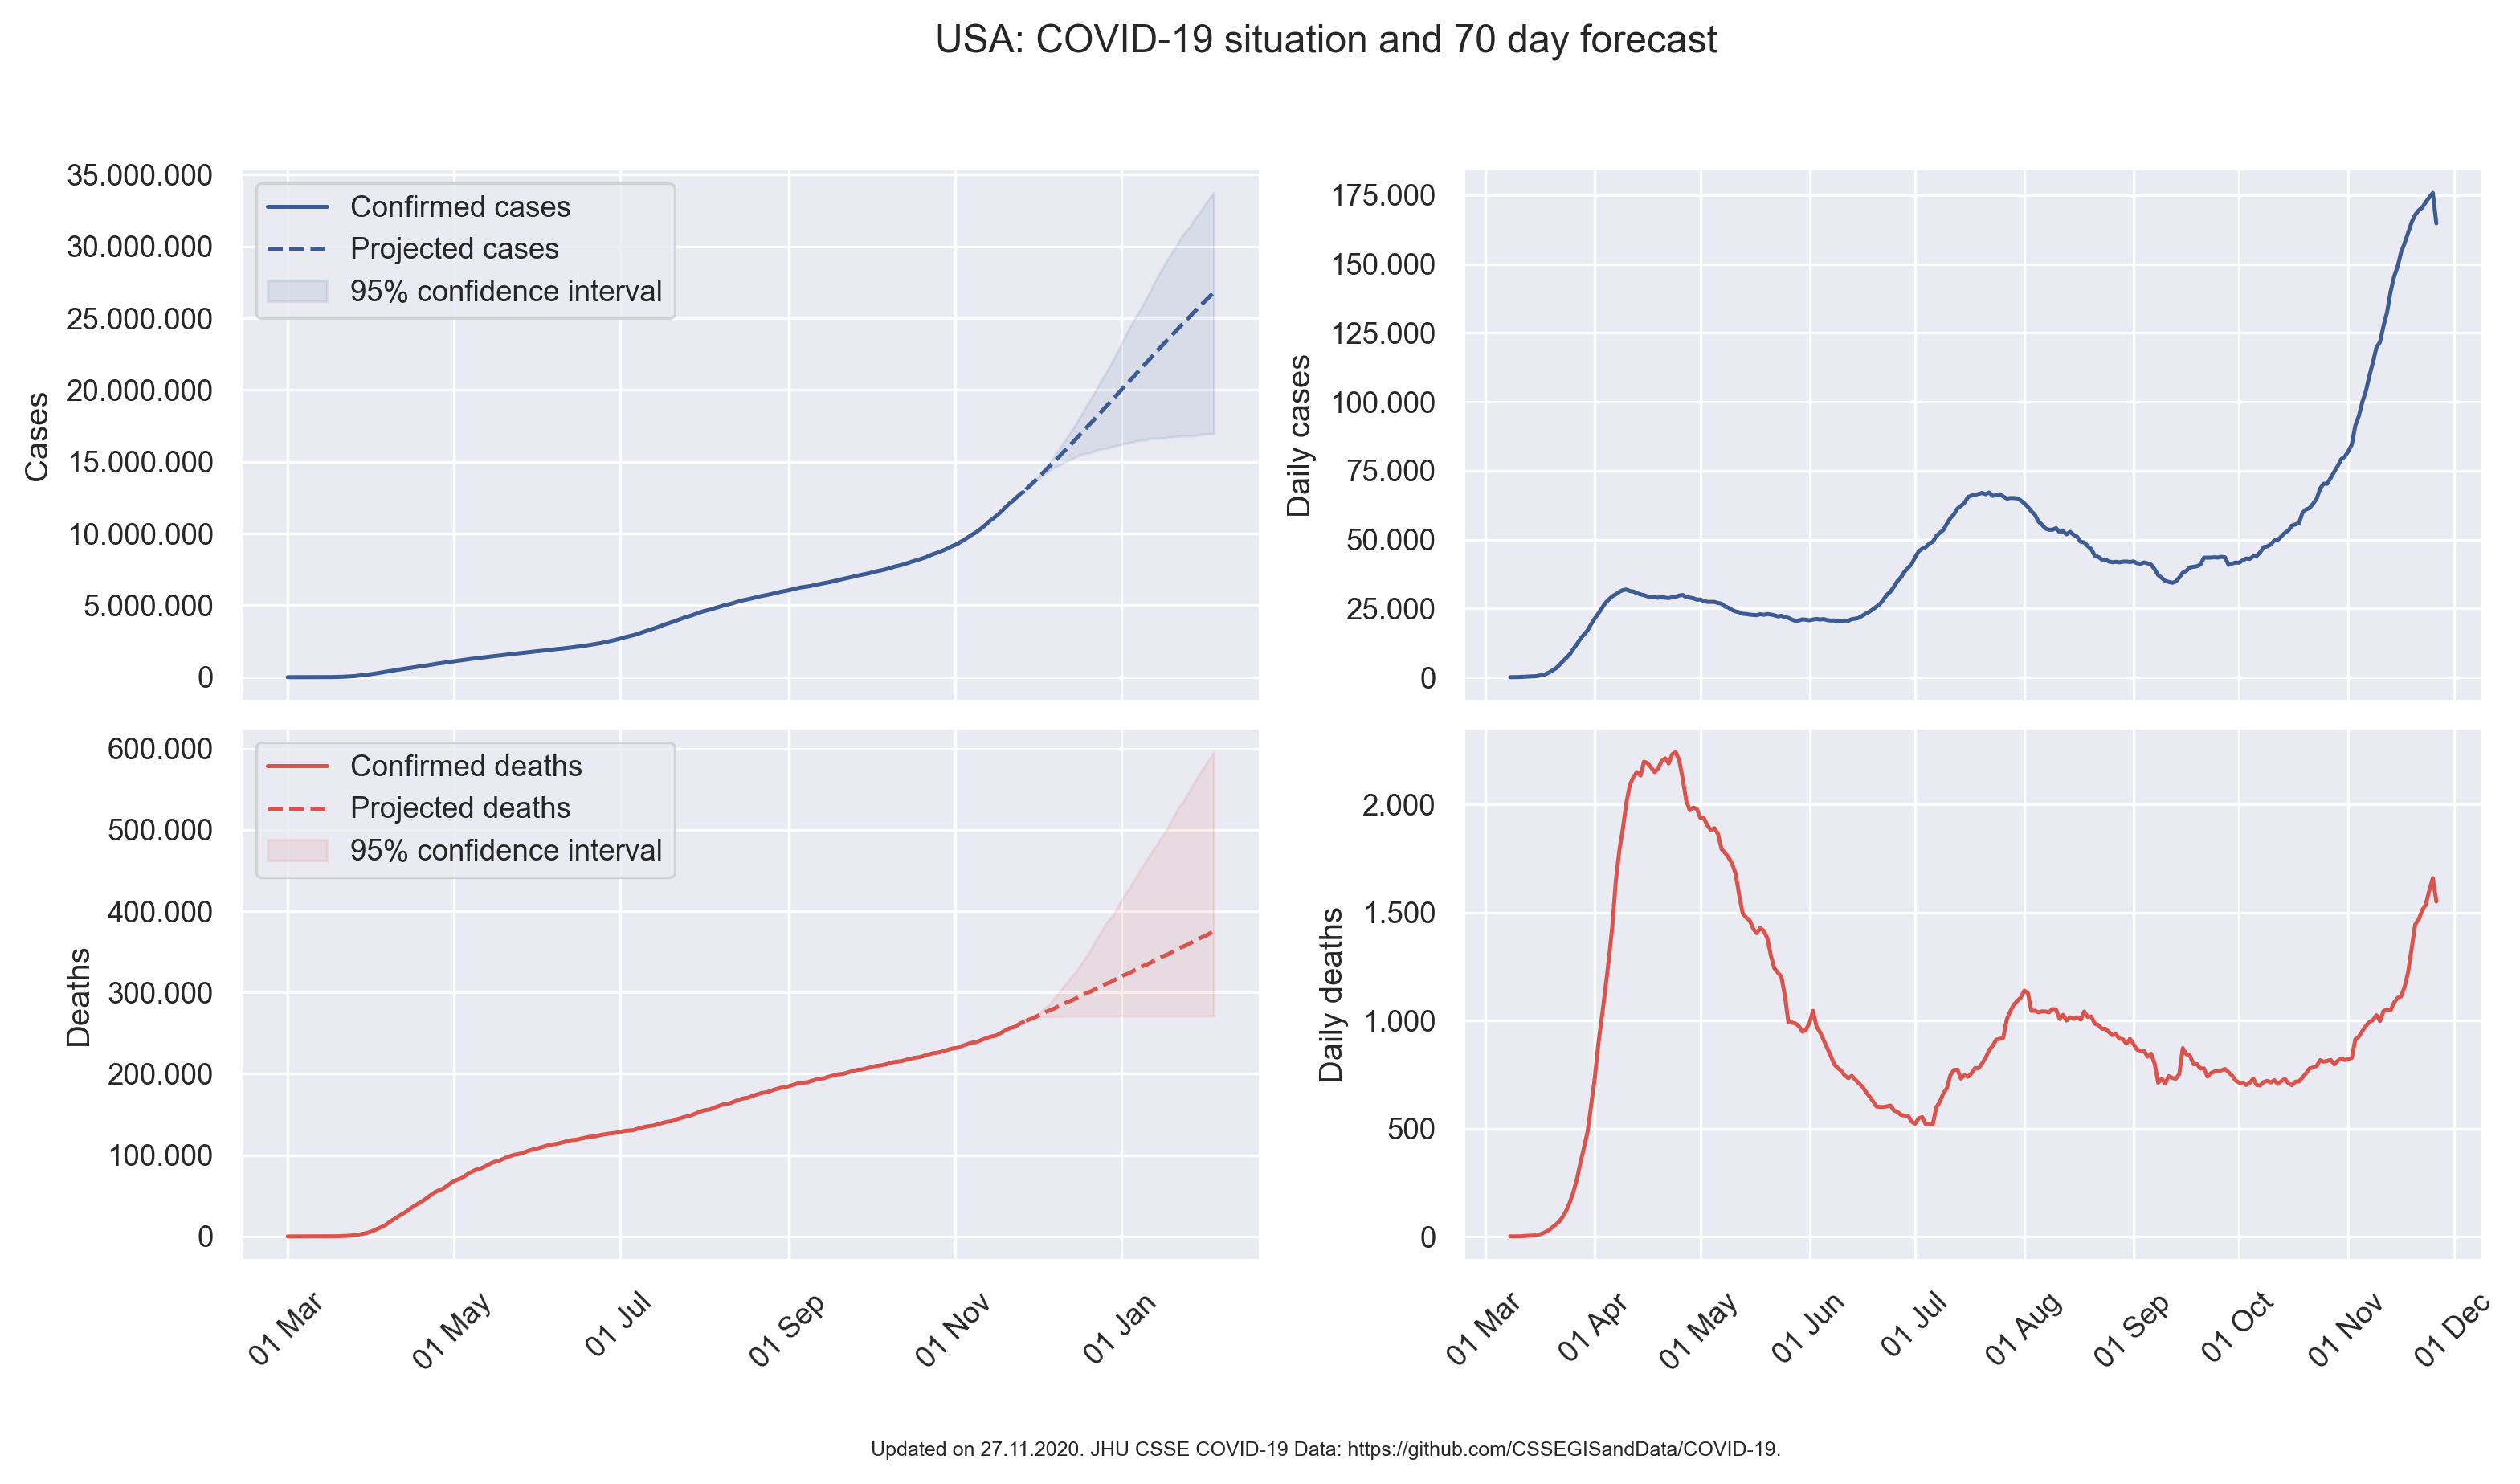 USA: COVID-19 situation and 70 day forecast
35.000.000
30.000.000
25.000.000
20.000.000
15.000.000
10.000.000
5.000.000
0
Cases
Confirmed cases
Projected cases
95% confidence interval
175.000
150.000
125.000
100.000
75.000
50.000
25.000
0
Daily cases
600.000
500.000
400.000
300.000
200.000
100.000
0
Deaths
Confirmed deaths
Projected deaths
95% confidence interval
01 Mar
01 May
01 Jul
01 Sep
01 Nov
01 Jan
2.000
1.500
1.000
500
0
Daily deaths
01 Mar
01 Apr
01 May
01 Jun
01 Jul
01 Aug
01 Sep
01 Oct
01 Nov
01 Dec
Updated on 27.11.2020. JHU CSSE COVID-19 Data: https://github.com/CSSEGISandData/COVID-19.